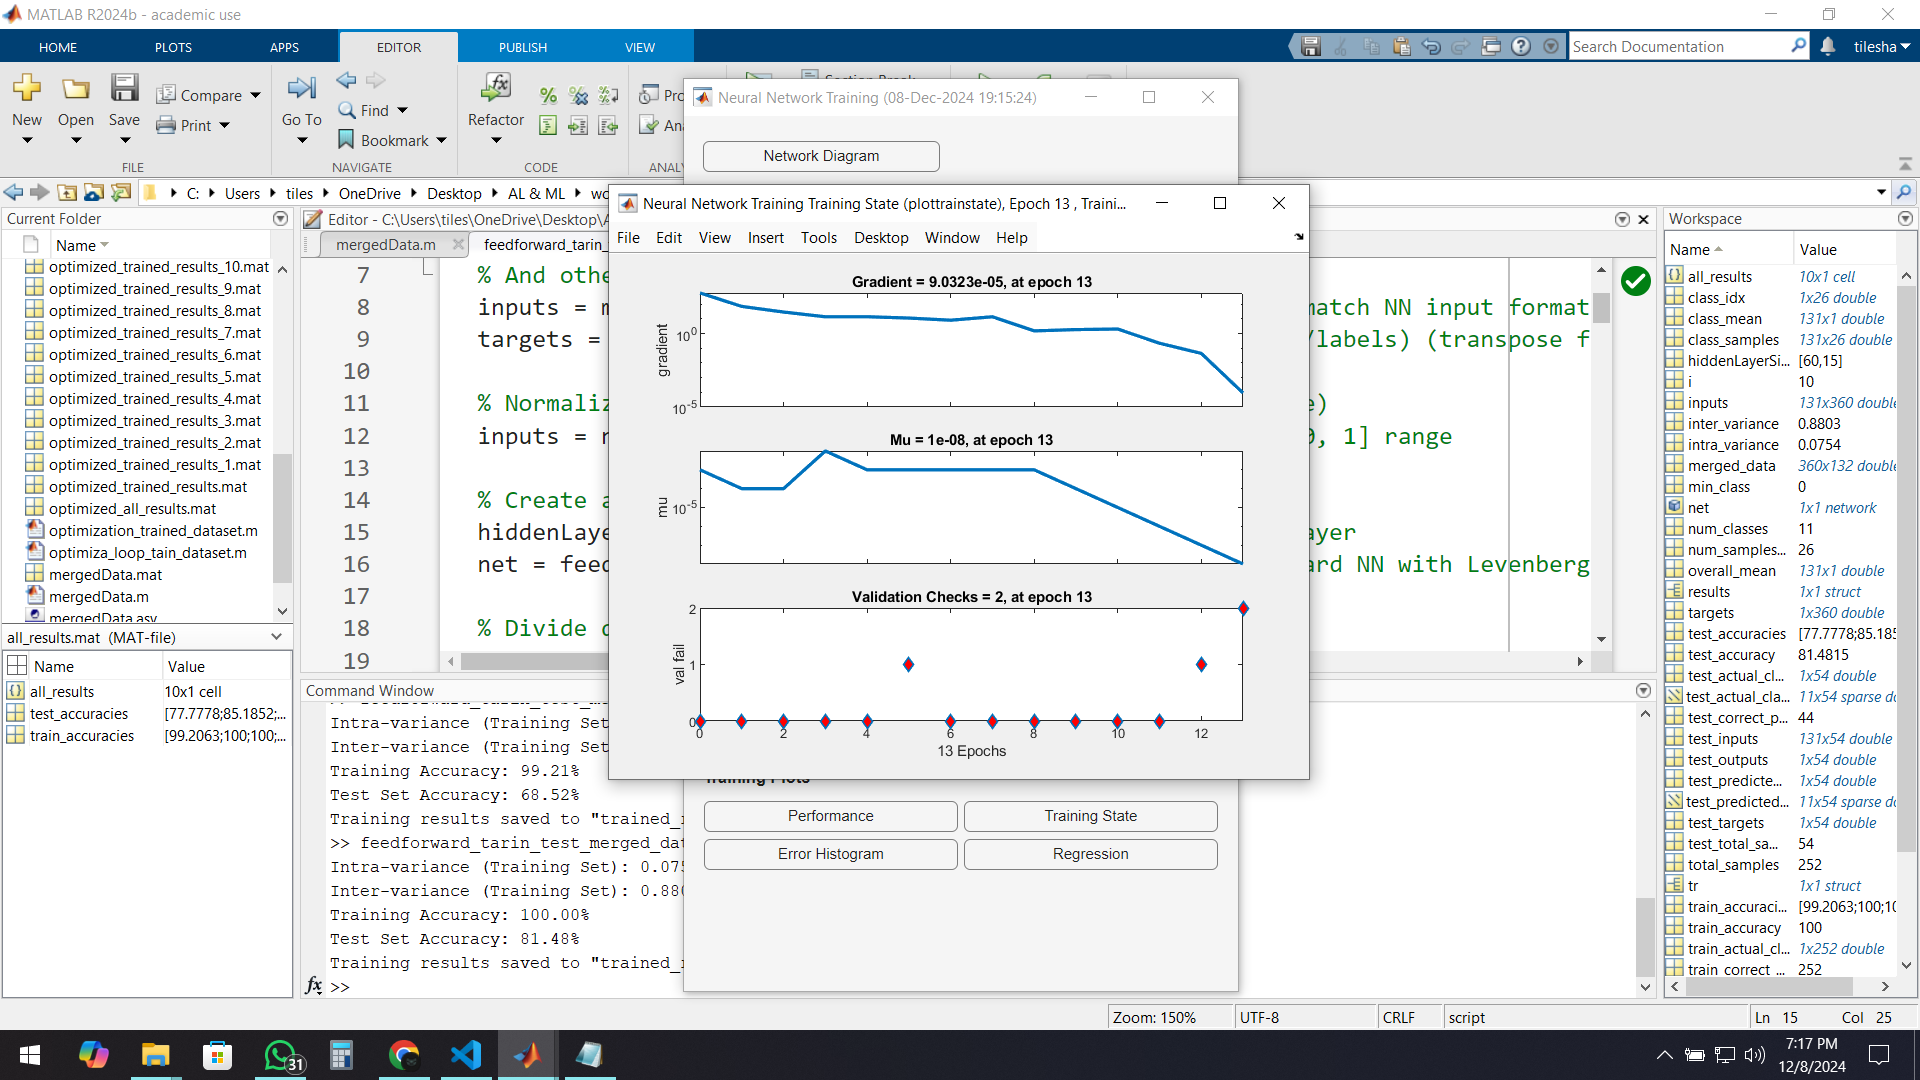 MATLAB R2024b - academic use
HOME PLOTS APPS EDITOR PUBLISH VIEW
Search Documentation
tilesha
New Open Save Compare Print
FILE
Go To Find Bookmark
NAVIGATE
Refactor
CODE
Section Break
C: Users tiles OneDrive Desktop AL & ML
Current Folder
Name
optimized_trained_results_10.mat
optimized_trained_results_9.mat
optimized_trained_results_8.mat
optimized_trained_results_7.mat
optimized_trained_results_6.mat
optimized_trained_results_5.mat
optimized_trained_results_4.mat
optimized_trained_results_3.mat
optimized_trained_results_2.mat
optimized_trained_results_1.mat
optimized_trained_results.mat
optimized_all_results.mat
optimization_trained_dataset.m
optimiza_loop_tain_dataset.m
mergedData.mat
mergedData.m
mergedData.asv
all_results.mat (MAT-file)
Name Value
all_results 10x1 cell
test_accuracies [77.7778;85.1852;...
train_accuracies [99.2063;100;100;...
Editor - C:\Users\tiles\OneDrive\Desktop\A
mergedData.m feedforward_tarin_
7 % And othe
8 inputs = m match NN input format
9 targets = /labels) (transpose f
10
11 % Normaliz e)
12 inputs = n 0, 1] range
13
14 % Create a
15 hiddenLaye ayer
16 net = feed ard NN with Levenberg
17
18 % Divide d
19
Command Window
Intra-variance (Training Set
Inter-variance (Training Set
Training Accuracy: 99.21%
Test Set Accuracy: 68.52%
Training results saved to "trained_r
>> feedforward_tarin_test_merged_dat
Intra-variance (Training Set): 0.075
Inter-variance (Training Set): 0.880
Training Accuracy: 100.00%
Test Set Accuracy: 81.48%
Training results saved to "trained_r
fx >>
Neural Network Training (08-Dec-2024 19:15:24)
Network Diagram
Neural Network Training Training State (plottrainstate), Epoch 13 , Traini...
File Edit View Insert Tools Desktop Window Help
Gradient = 9.0323e-05, at epoch 13
gradient
10^0
10^-5
Mu = 1e-08, at epoch 13
mu
10^-5
Validation Checks = 2, at epoch 13
val fail
2
1
0
0 2 4 6 8 10 12
13 Epochs
Training Plots
Performance Training State
Error Histogram Regression
Workspace
Name Value
all_results 10x1 cell
class_idx 1x26 double
class_mean 131x1 double
class_samples 131x26 double
hiddenLayerSi... [60,15]
i 10
inputs 131x360 double
inter_variance 0.8803
intra_variance 0.0754
merged_data 360x132 double
min_class 0
net 1x1 network
num_classes 11
num_samples... 26
overall_mean 131x1 double
results 1x1 struct
targets 1x360 double
test_accuracies [77.7778;85.185
test_accuracy 81.4815
test_actual_cl... 1x54 double
test_actual_cla... 11x54 sparse do
test_correct_p... 44
test_inputs 131x54 double
test_outputs 1x54 double
test_predicte... 1x54 double
test_predicted... 11x54 sparse do
test_targets 1x54 double
test_total_sa... 54
total_samples 252
tr 1x1 struct
train_accuraci... [99.2063;100;10
train_accuracy 100
train_actual_cl... 1x252 double
train_correct_... 252
Zoom: 150% UTF-8 CRLF script Ln 15 Col 25
31
7:17 PM
12/8/2024